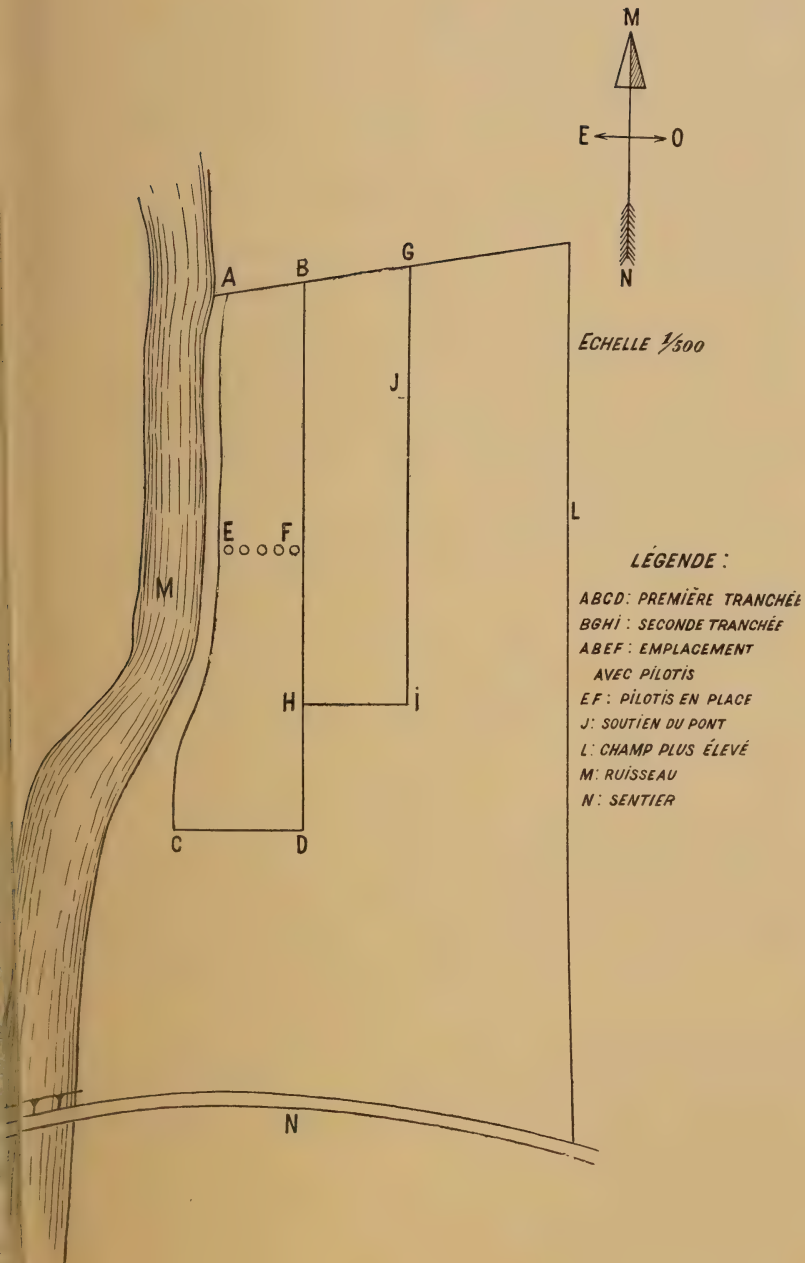 M
E O
N
A B G
ECHELLE 1/500
J
E F
L
M
LÉGENDE :
ABCD: PREMIÈRE TRANCHÉE
BGHi : SECONDE TRANCHÉE
ABEF : EMPLACEMENT
AVEC PILOTIS
EF : PILOTIS EN PLACE
J: SOUTIEN DU PONT
L: CHAMP PLUS ÉLEVÉ
M: RUISSEAU
N: SENTIER
H i
C D
N